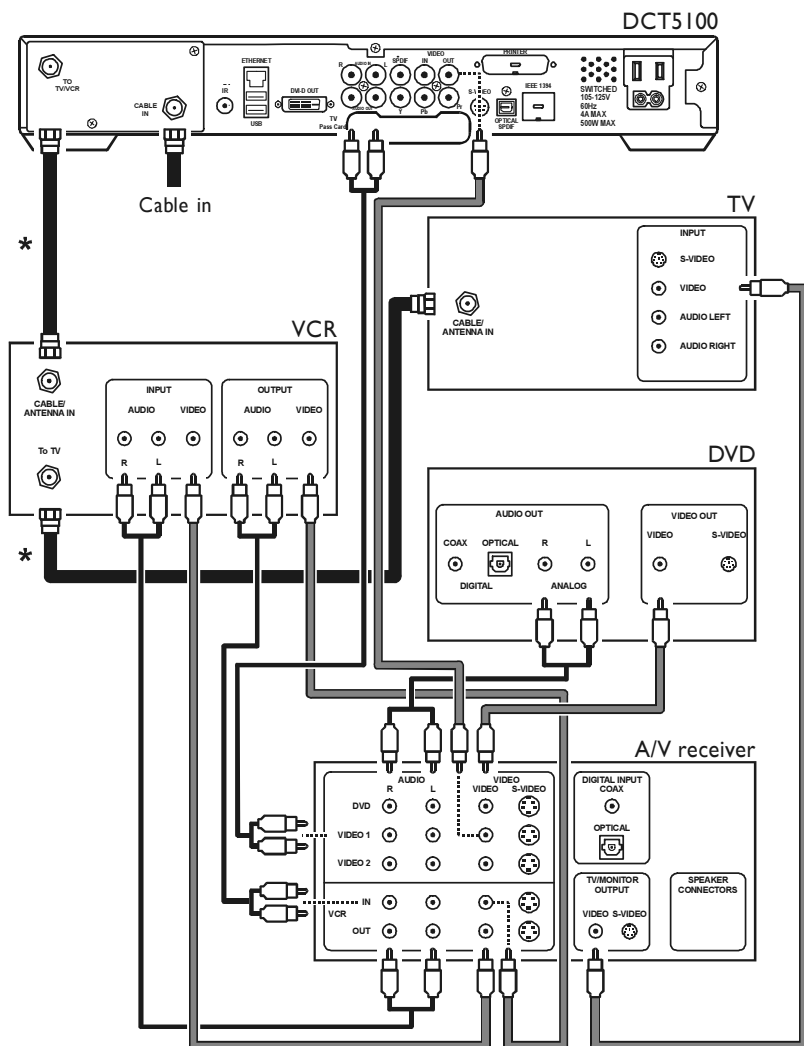 DCT5100
TO
TV/VCR
CABLE
IN
IR
ETHERNET
USB
DVI-D OUT
TV
Pass Card
R
AUDIO IN
L
SPDIF
VIDEO
IN
OUT
AUDIO OUT
Y
Pb
Pr
S-VIDEO
PRINTER
OPTICAL
SPDIF
IEEE 1394
SWITCHED
105-125V
60Hz
4A MAX
500W MAX
Cable in
*
TV
INPUT
S-VIDEO
VIDEO
AUDIO LEFT
AUDIO RIGHT
CABLE/
ANTENNA IN
VCR
CABLE/
ANTENNA IN
To TV
INPUT
AUDIO VIDEO
R L
OUTPUT
AUDIO VIDEO
R L
*
DVD
AUDIO OUT
COAX OPTICAL R L
DIGITAL ANALOG
VIDEO OUT
VIDEO S-VIDEO
A/V receiver
AUDIO VIDEO
R L VIDEO S-VIDEO
DVD
VIDEO 1
VIDEO 2
IN
VCR
OUT
DIGITAL INPUT
COAX
OPTICAL
TV/MONITOR
OUTPUT
VIDEO S-VIDEO
SPEAKER
CONNECTORS